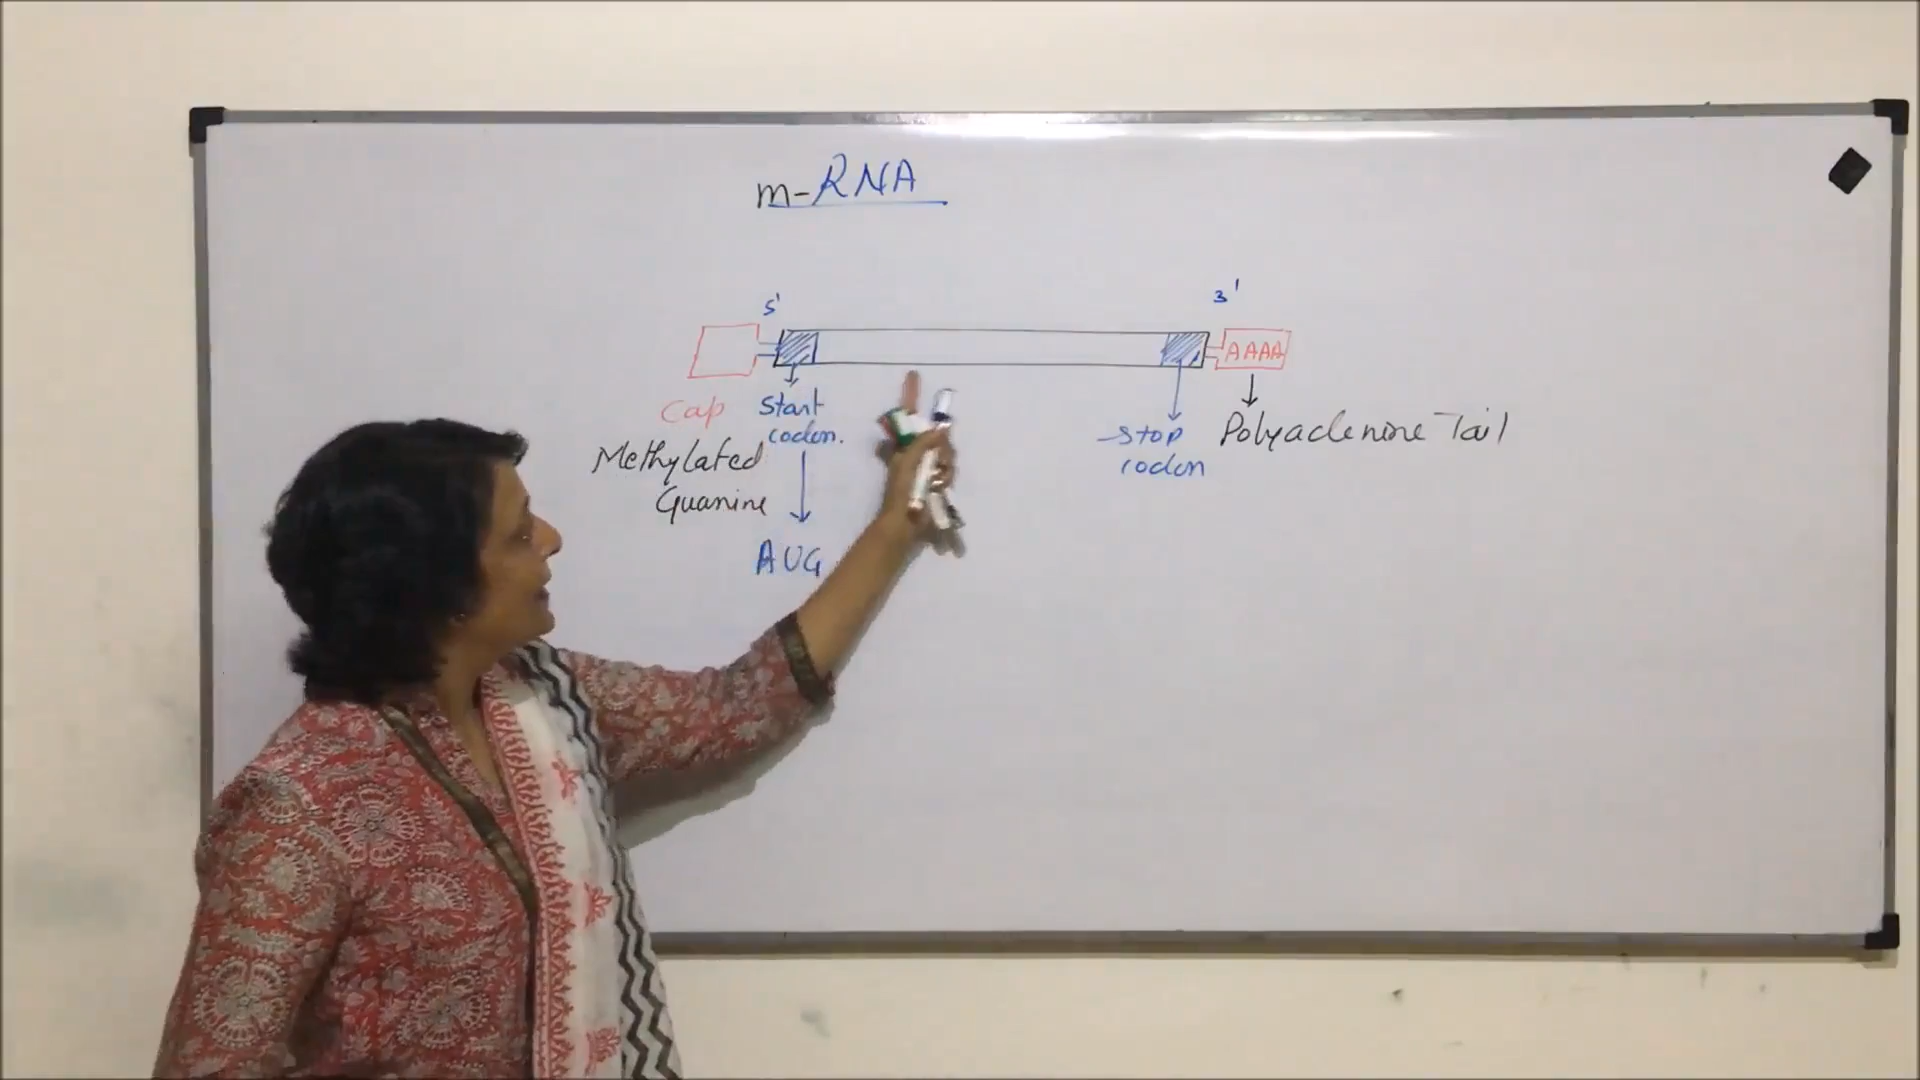 m-RNA
5'
3'
AAAA
Cap
Start
codon.
Methylated
Guanine
AUG
Stop
codon
Polyadenine Tail